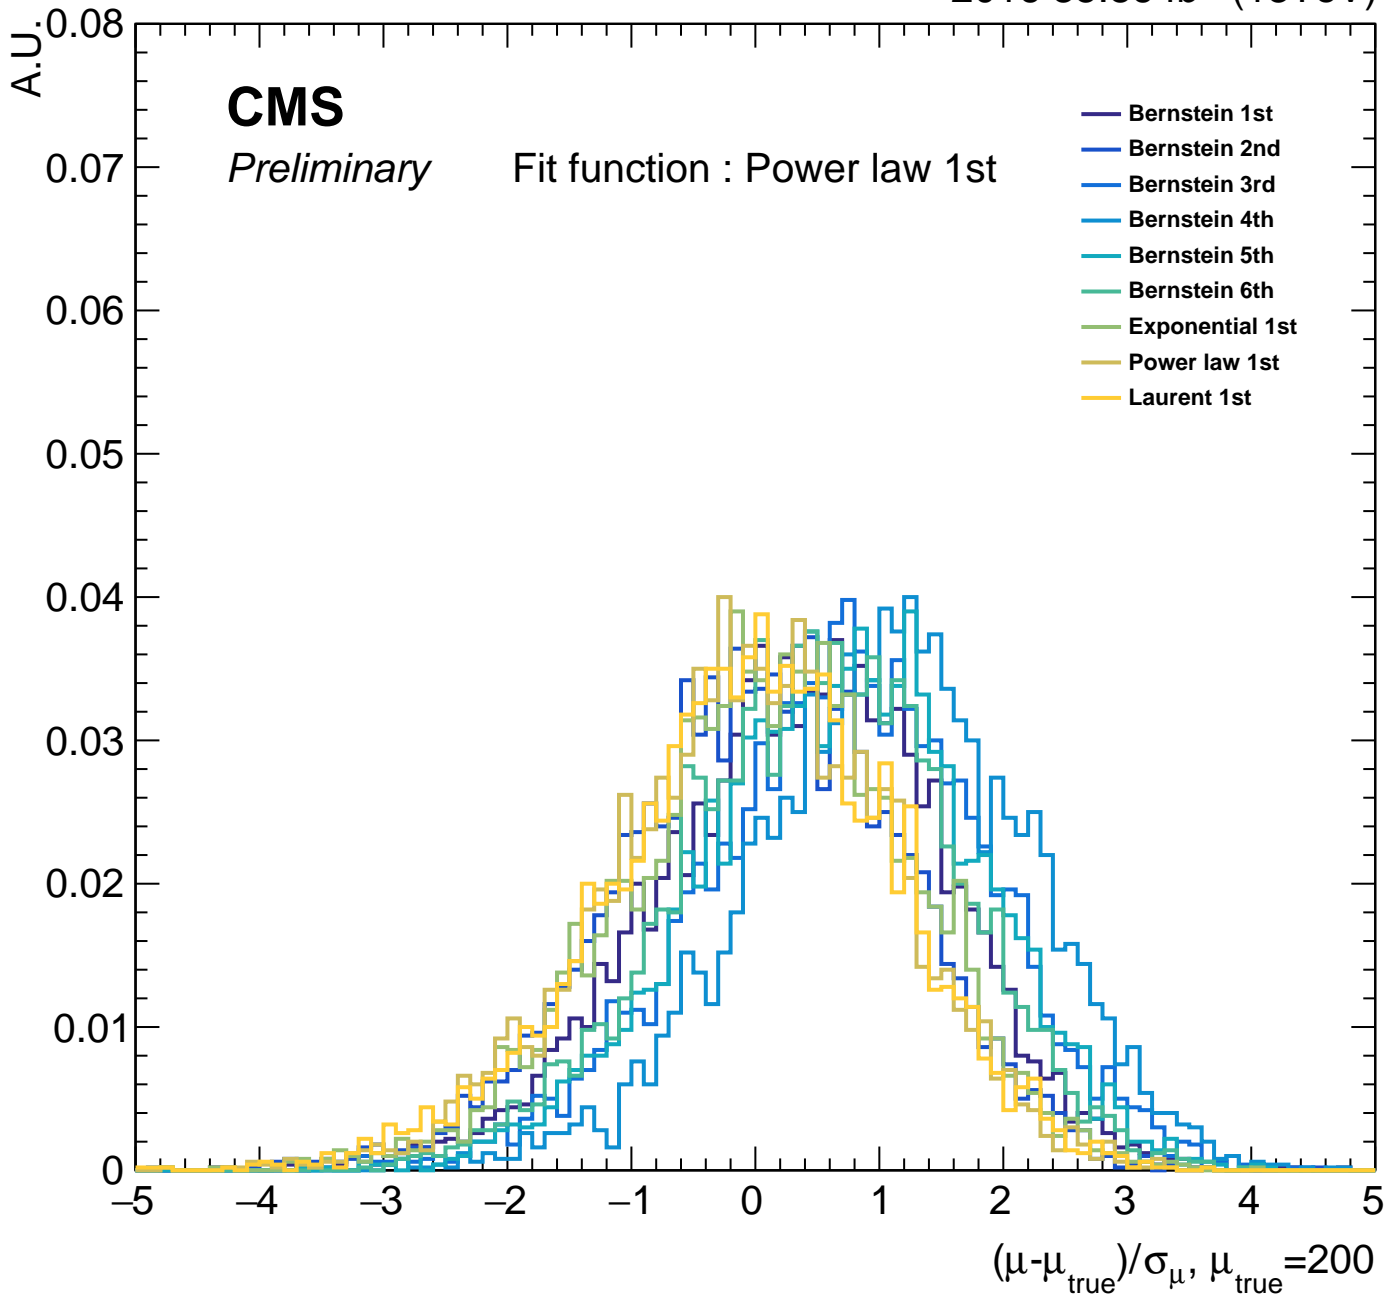 A.U.
CMS
Preliminary
Fit function : Power law 1st
Bernstein 1st
Bernstein 2nd
Bernstein 3rd
Bernstein 4th
Bernstein 5th
Bernstein 6th
Exponential 1st
Power law 1st
Laurent 1st
0.08
0.07
0.06
0.05
0.04
0.03
0.02
0.01
0
−5 −4 −3 −2 −1 0 1 2 3 4 5
(μ-μtrue)/σμ, μtrue=200